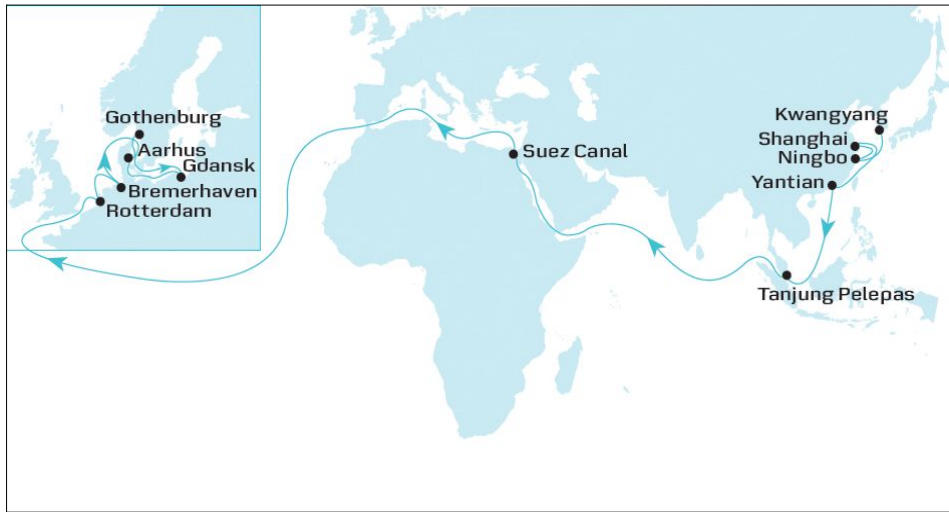 Gothenburg
Aarhus
Gdansk
Bremerhaven
Rotterdam
Suez Canal
Kwangyang
Shanghai
Ningbo
Yantian
Tanjung Pelepas